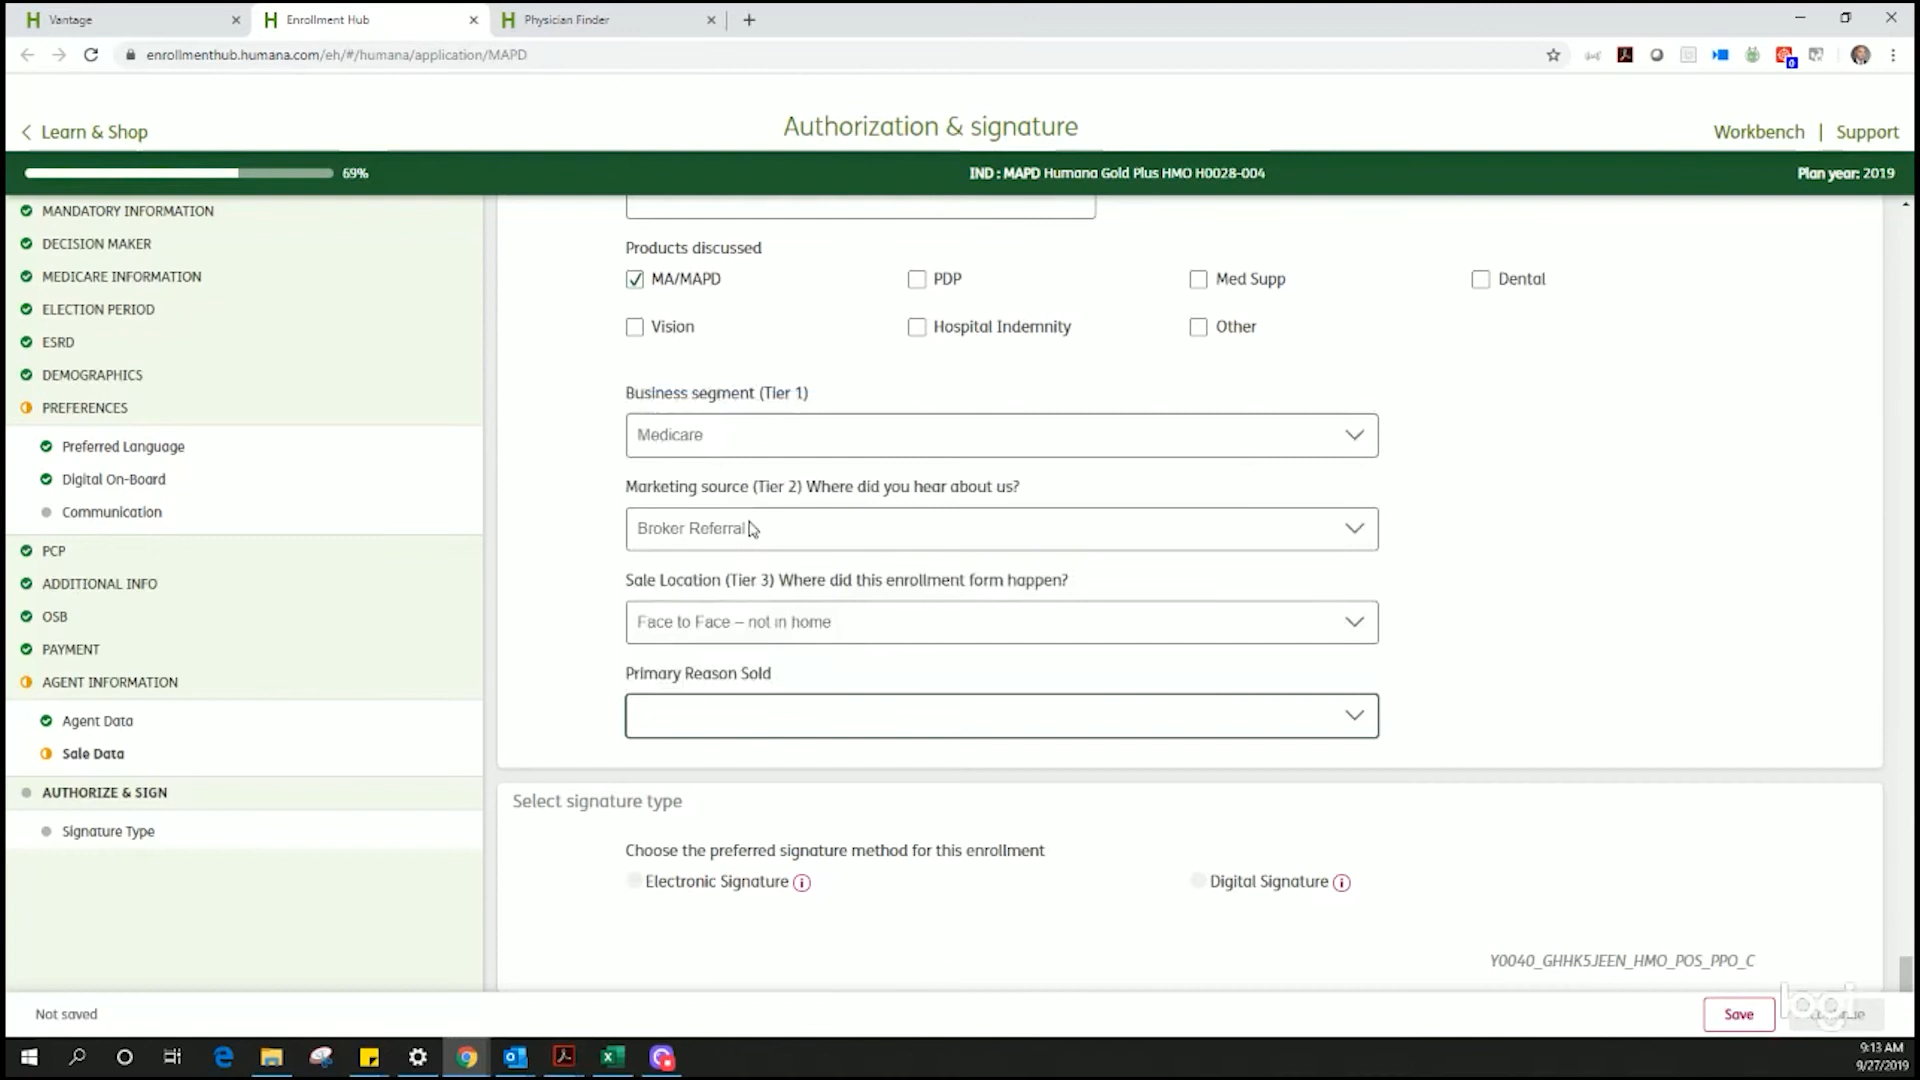 Vantage
Enrollment Hub
Physician Finder
enrollmenthub.humana.com/eh/#/humana/application/MAPD
Learn & Shop
Authorization & signature
Workbench | Support
69%
IND : MAPD Humana Gold Plus HMO H0028-004
Plan year: 2019
MANDATORY INFORMATION
DECISION MAKER
MEDICARE INFORMATION
ELECTION PERIOD
ESRD
DEMOGRAPHICS
PREFERENCES
Preferred Language
Digital On-Board
Communication
PCP
ADDITIONAL INFO
OSB
PAYMENT
AGENT INFORMATION
Agent Data
Sale Data
AUTHORIZE & SIGN
Signature Type
Products discussed
MA/MAPD PDP Med Supp Dental
Vision Hospital Indemnity Other
Business segment (Tier 1)
Medicare
Marketing source (Tier 2) Where did you hear about us?
Broker Referral
Sale Location (Tier 3) Where did this enrollment form happen?
Face to Face – not in home
Primary Reason Sold
Select signature type
Choose the preferred signature method for this enrollment
Electronic Signature Digital Signature
Y0040_GHHK5JEEN_HMO_POS_PPO_C
Not saved
Save
logi
9:13 AM
9/27/2019